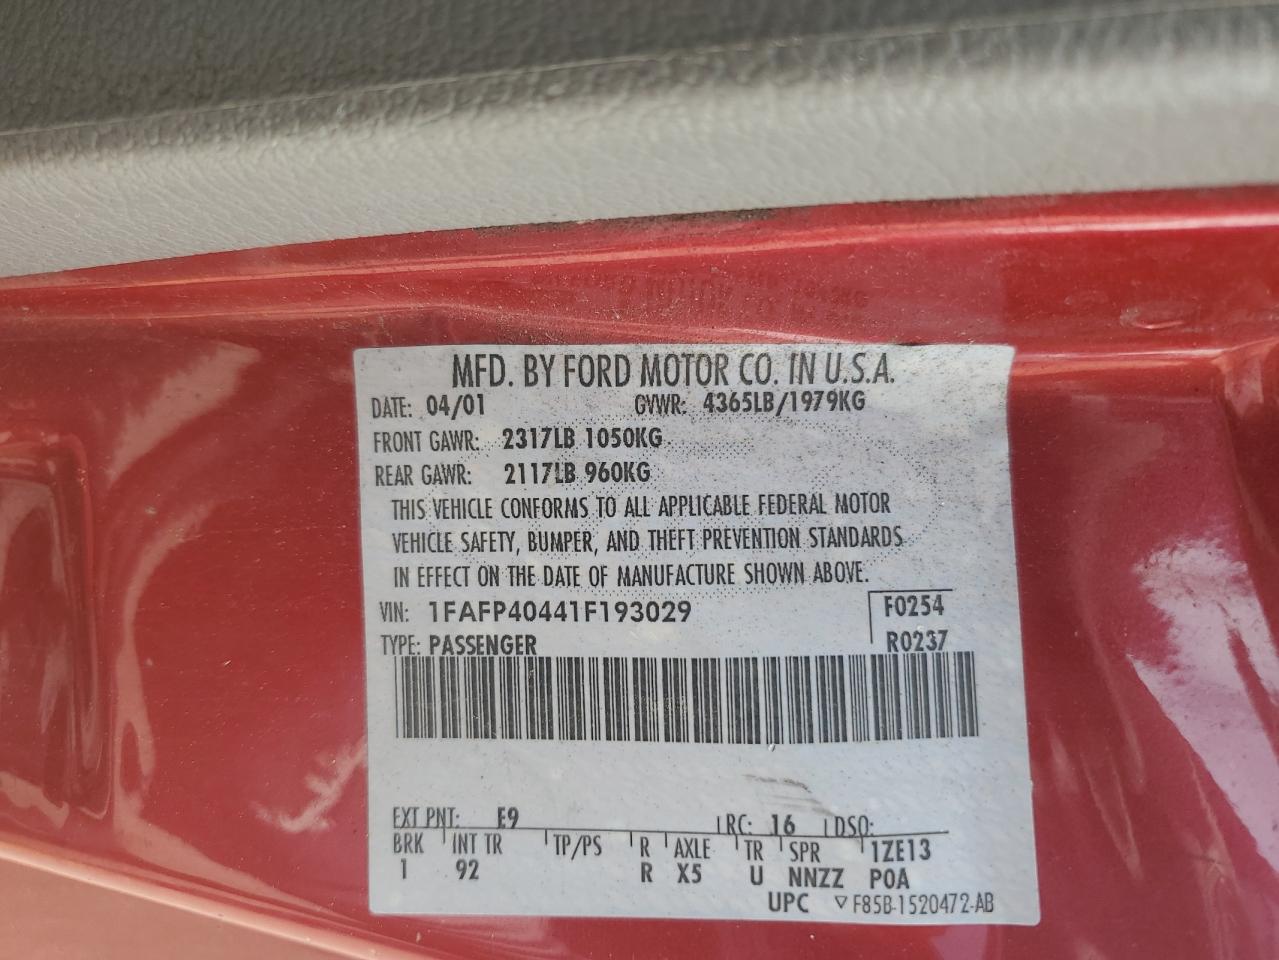 MFD. BY FORD MOTOR CO. IN U.S.A.
DATE: 04/01 GVWR: 4365LB/1979KG
FRONT GAWR: 2317LB 1050KG
REAR GAWR: 2117LB 960KG
THIS VEHICLE CONFORMS TO ALL APPLICABLE FEDERAL MOTOR
VEHICLE SAFETY, BUMPER, AND THEFT PREVENTION STANDARDS
IN EFFECT ON THE DATE OF MANUFACTURE SHOWN ABOVE.
VIN: 1FAFP40441F193029 F0254
TYPE: PASSENGER R0237
EXT PNT: E9 RC: 16 DSO:
BRK INT TR TP/PS R AXLE TR SPR 1ZE13
1 92 R X5 U NNZZ POA
UPC ▽ F85B-1520472-AB